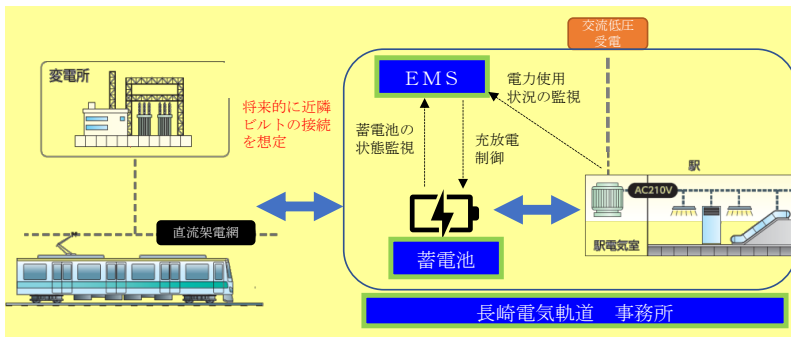 交流低圧
受電
変電所
EMS
電力使用
状況の監視
将来的に近隣
ビルトの接続
を想定
蓄電池の
状態監視
充放電
制御
駅
AC210V
直流架電網
駅電気室
蓄電池
長崎電気軌道　事務所